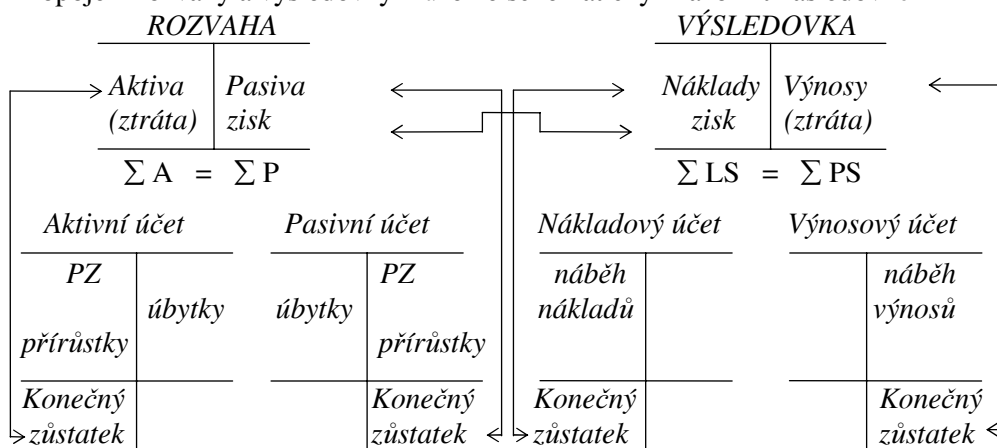 ROZVAHA VÝSLEDOVKA
Aktiva Pasiva Náklady Výnosy
(ztráta) zisk zisk (ztráta)
∑ A = ∑ P ∑ LS = ∑ PS
Aktivní účet Pasivní účet Nákladový účet Výnosový účet
PZ PZ náběh náběh
úbytky úbytky nákladů výnosů
přírůstky přírůstky
Konečný Konečný Konečný Konečný
zůstatek zůstatek zůstatek zůstatek